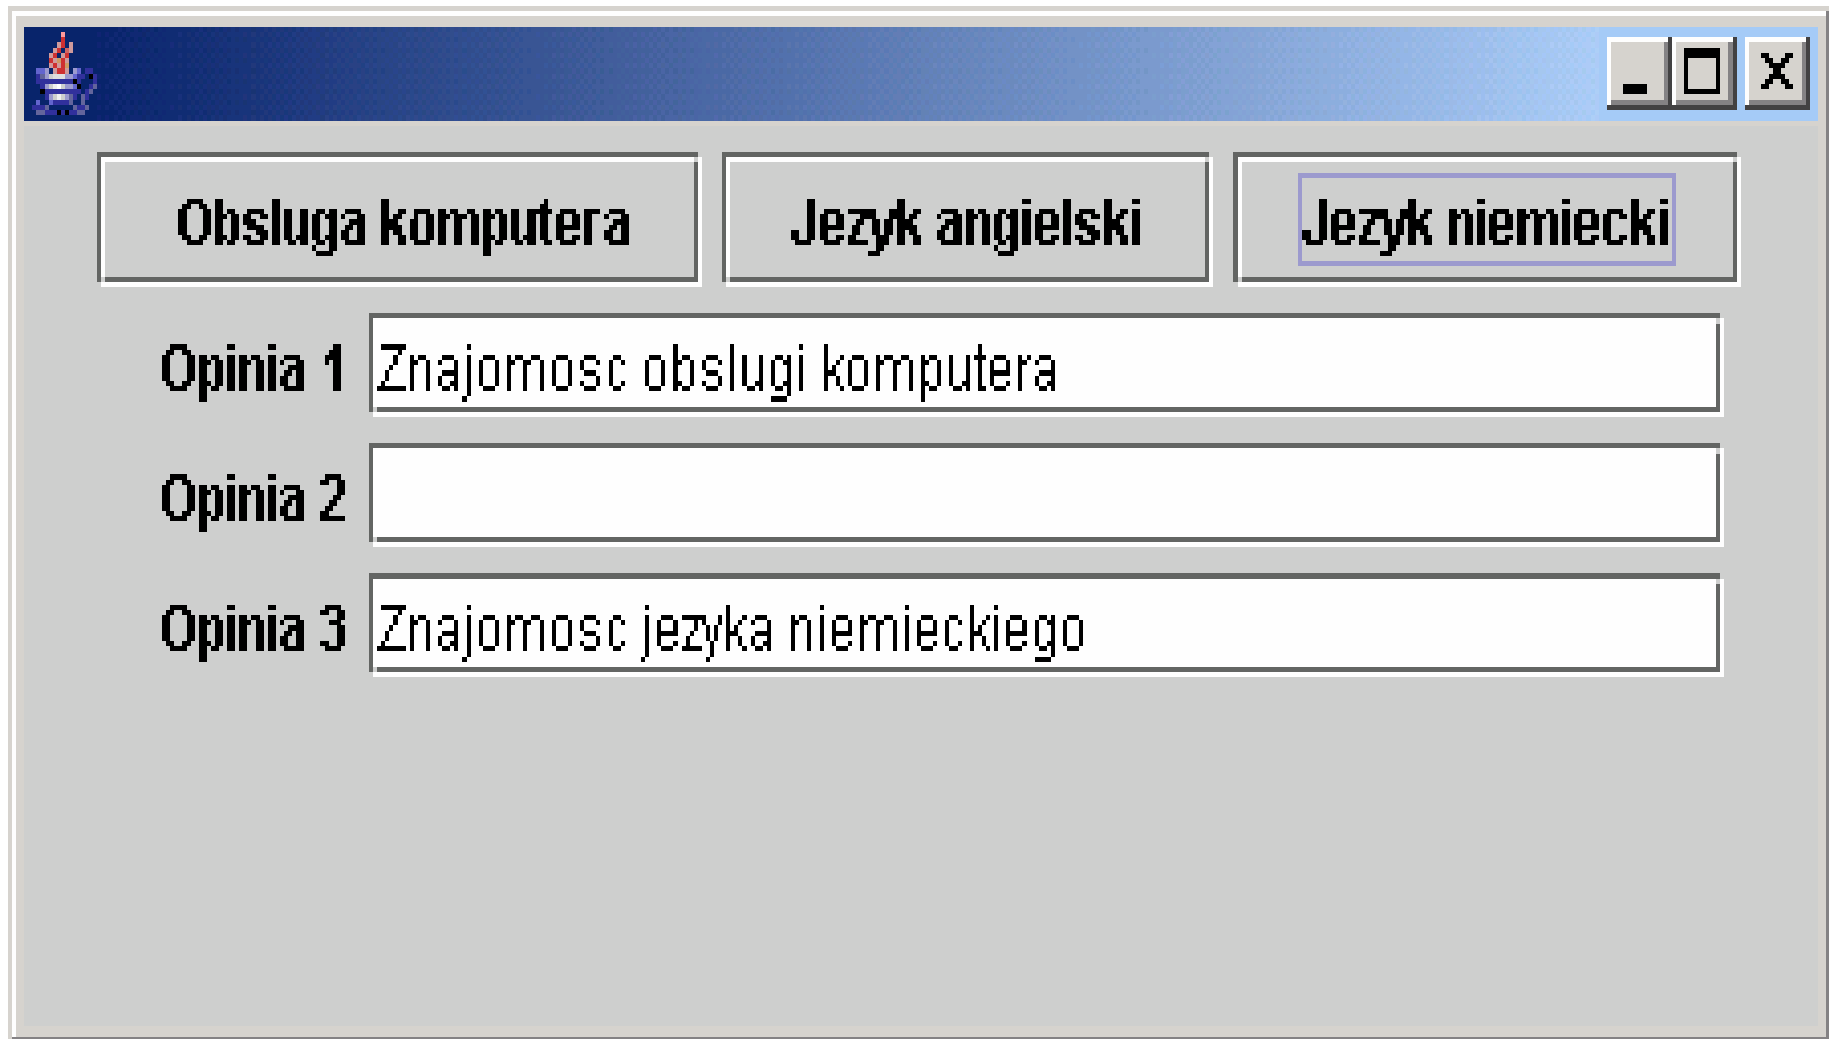 Obsluga komputera Jezyk angielski Jezyk niemiecki
Opinia 1 Znajomosc obslugi komputera
Opinia 2
Opinia 3 Znajomosc jezyka niemieckiego